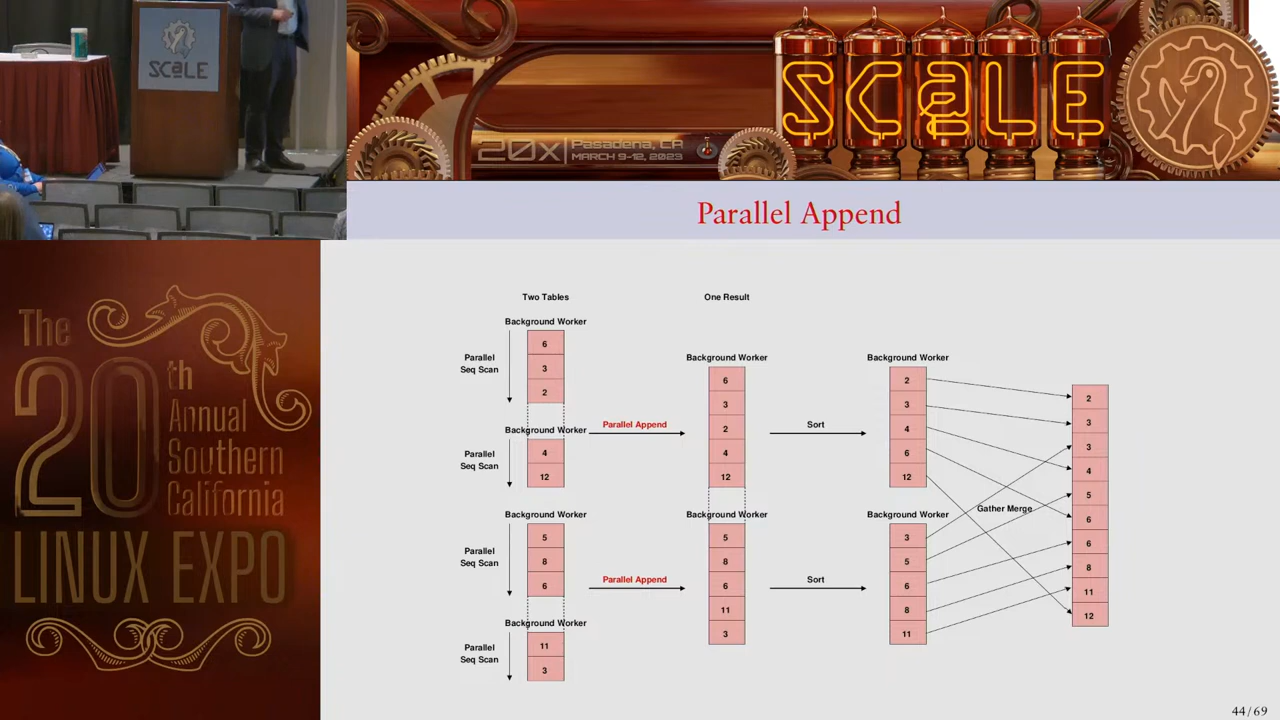 SCaLE
SCaLE
20x
Pasadena, CA
MARCH 9-12, 2023
Parallel Append
The
20th
Annual
Southern
California
LINUX EXPO
Two Tables
One Result
Background Worker
Parallel
Seq Scan
6
3
2
Background Worker
Parallel
Seq Scan
4
12
Background Worker
Parallel
Seq Scan
5
8
6
Background Worker
Parallel
Seq Scan
11
3
Parallel Append
Parallel Append
Background Worker
6
3
2
4
12
Background Worker
5
8
6
11
3
Sort
Sort
Background Worker
2
3
4
6
12
Background Worker
3
5
6
8
11
Gather Merge
2
3
3
4
5
6
6
8
11
12
44/69